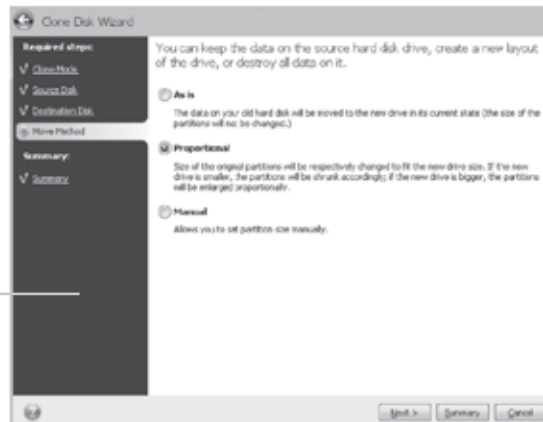 Clone Disk Wizard
Required steps:
Clone Mode
Source Disk
Destination Disk
Move Method
Summary:
Summary
You can keep the data on the source hard disk drive, create a new layout
of the drive, or destroy all data on it.
As is
The data on your old hard disk will be moved to the new drive in its current state (the size of the
partitions will not be changed.)
Proportional
Size of the original partitions will be respectively changed to fit the new drive size. If the new
drive is smaller, the partitions will be shrunk accordingly; if the new drive is bigger, the partitions
will be enlarged proportionally.
Manual
Allows you to set partition size manually.
Next >
Summary
Cancel